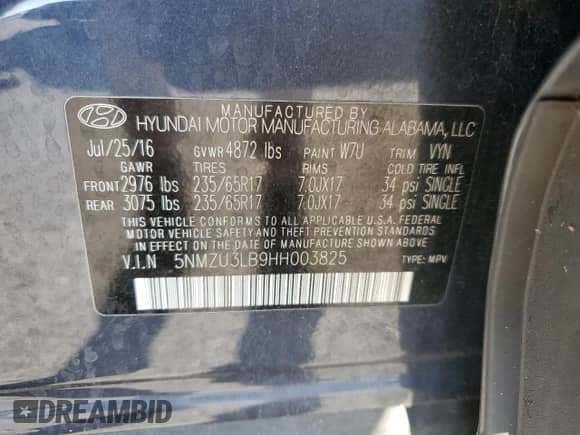 MANUFACTURED BY
HYUNDAI MOTOR MANUFACTURING ALABAMA, LLC
Jul/25/16 GVWR 4872 lbs PAINT W7U TRIM VYN
GAWR TIRES RIMS COLD TIRE INFL
FRONT 2976 lbs 235/65R17 7.0JX17 34 psi SINGLE
REAR 3075 lbs 235/65R17 7.0JX17 34 psi SINGLE
THIS VEHICLE CONFORMS TO ALL APPLICABLE U.S.A. FEDERAL
MOTOR VEHICLE SAFETY AND THEFT PREVENTION STANDARDS
IN EFFECT ON THE DATE OF MANUFACTURE SHOWN ABOVE.
V.I.N 5NMZU3LB9HH003825 TYPE: MPV
DREAMBID